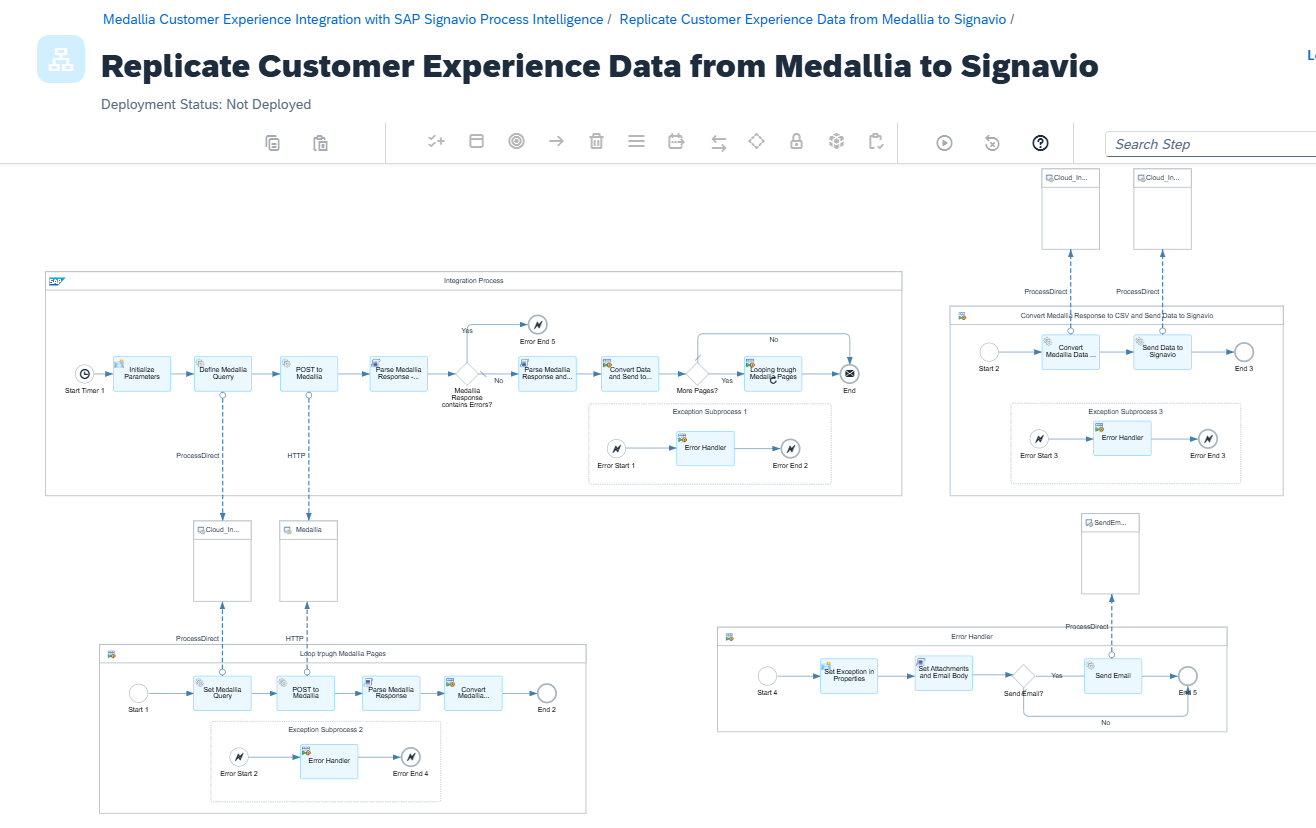 Medallia Customer Experience Integration with SAP Signavio Process Intelligence / Replicate Customer Experience Data from Medallia to Signavio /
Replicate Customer Experience Data from Medallia to Signavio
Deployment Status: Not Deployed
Search Step
Cloud_In...
Cloud_In...
ProcessDirect
ProcessDirect
SAP
Integration Process
Start Timer 1
Initialize
Parameters
Define Medallia
Query
POST to
Medallia
Parse Medallia
Response -...
Yes
Error End 5
Medallia
Response
contains Errors?
No
Parse Medallia
Response and...
Convert Data
and Send to...
More Pages?
No
Yes
Looping trough
Medallia Pages
End
Exception Subprocess 1
Error Start 1
Error Handler
Error End 2
ProcessDirect
HTTP
Convert Medallia Response to CSV and Send Data to Signavio
Start 2
Convert
Medallia Data ...
Send Data to
Signavio
End 3
Exception Subprocess 3
Error Start 3
Error Handler
Error End 3
Cloud_In...
Medallia
ProcessDirect
HTTP
Loop trpugh Medallia Pages
Start 1
Set Medallia
Query
POST to
Medallia
Parse Medallia
Response
Convert
Medallia...
End 2
Exception Subprocess 2
Error Start 2
Error Handler
Error End 4
SendEm...
ProcessDirect
Error Handler
Start 4
Set Exception in
Properties
Set Attachments
and Email Body
Send Email?
Yes
Send Email
End 5
No